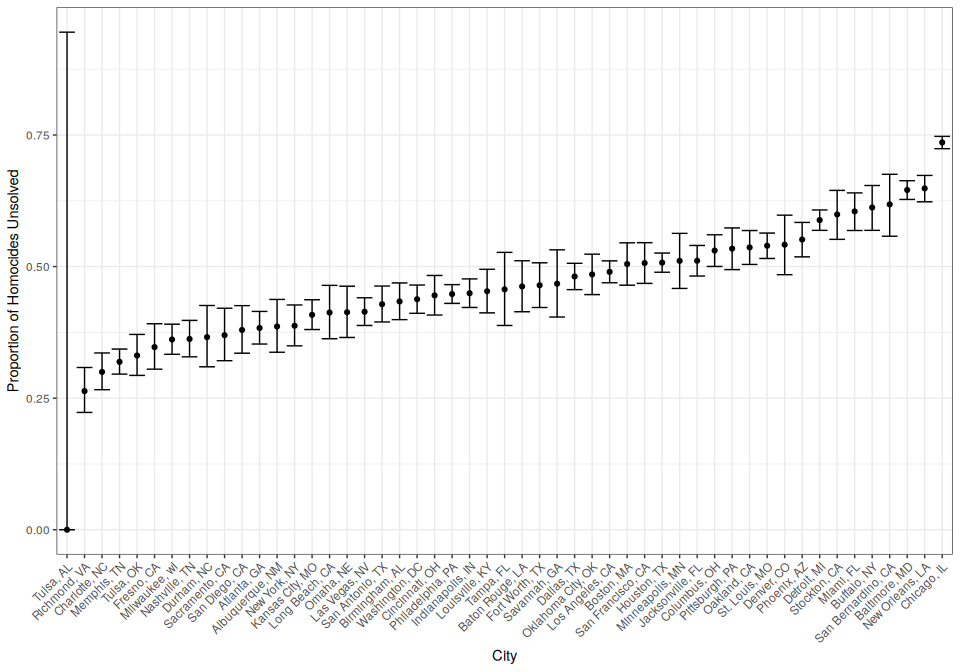 Proportion of Homocides Unsolved
0.75
0.50
0.25
0.00
Tulsa, AL
Richmond, VA
Charlotte, NC
Memphis, TN
Tulsa, OK
Fresno, CA
Milwaukee, wI
Nashville, TN
Durham, NC
Sacramento, CA
San Diego, CA
Atlanta, GA
Albuquerque, NM
New York, NY
Kansas City, MO
Long Beach, CA
Omaha, NE
Las Vegas, NV
San Antonio, TX
Birmingham, AL
Washington, DC
Cincinnati, OH
Philadelphia, PA
Indianapolis, IN
Louisville, KY
Tampa, FL
Baton Rouge, LA
Fort Worth, TX
Savannah, GA
Dallas, TX
Oklahoma City, OK
Los Angeles, CA
Boston, MA
San Francisco, CA
Houston, TX
Minneapolis, MN
Jacksonville, FL
Columbus, OH
Pittsburgh, PA
Oakland, CA
St. Louis, MO
Denver, CO
Phoenix, AZ
Detroit, MI
Stockton, CA
Miami, FL
Buffalo, NY
San Bernardino, CA
Baltimore, MD
New Orleans, LA
Chicago, IL
City